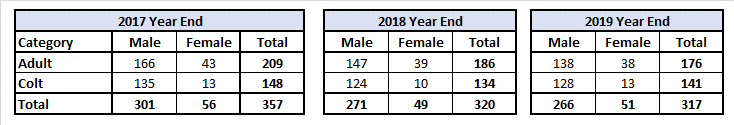 2017 Year End 2018 Year End 2019 Year End
Category Male Female Total Male Female Total Male Female Total
Adult 166 43 209 147 39 186 138 38 176
Colt 135 13 148 124 10 134 128 13 141
Total 301 56 357 271 49 320 266 51 317